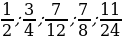 1/2 ; 3/4 ; 7/12 ; 7/8 ; 11/24